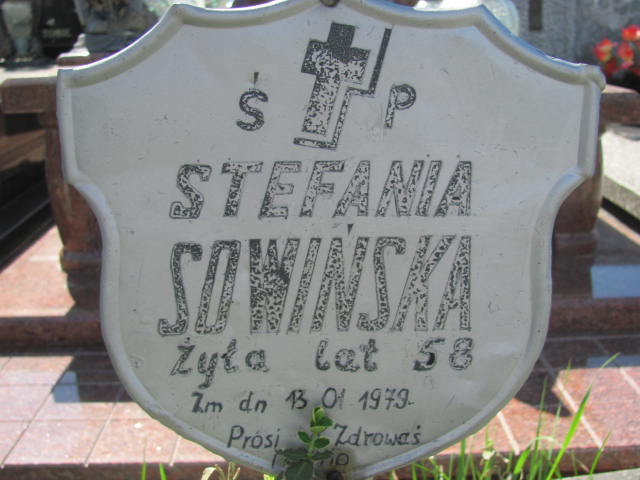 Ś P
STEFANIA
SOWIŃSKA
Żyła lat 58
Zm dn 13 01 1979.
Prosi Zdrowaś